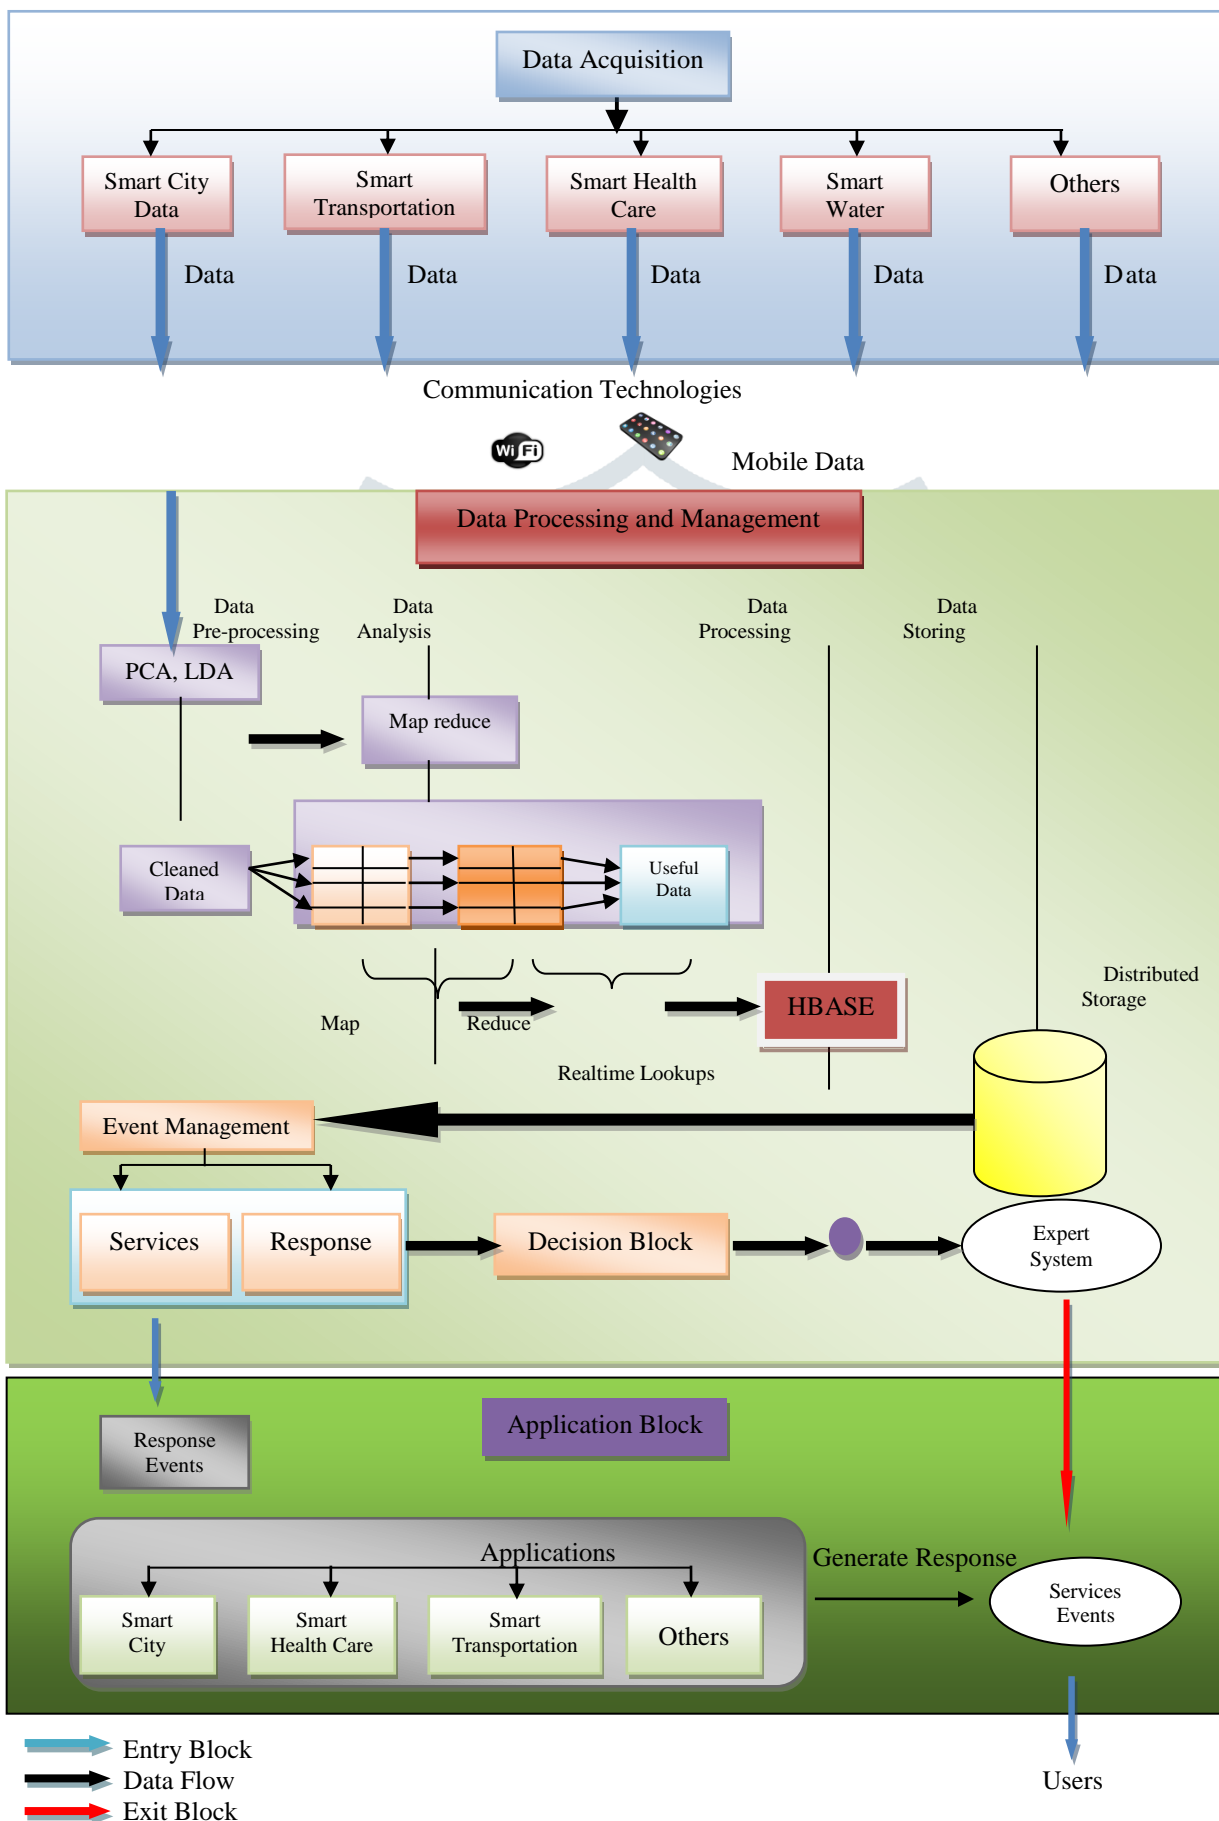 Data Acquisition
Smart City
Data
Smart
Transportation
Smart Health
Care
Smart
Water
Others
Data
Data
Data
Data
Data
Communication Technologies
Wi Fi
Mobile Data
Data Processing and Management
Data
Pre-processing
Data
Analysis
Data
Processing
Data
Storing
PCA, LDA
Map reduce
Cleaned
Data
Useful
Data
Distributed
Storage
HBASE
Map
Reduce
Realtime Lookups
Event Management
Services
Response
Decision Block
Expert
System
Application Block
Response
Events
Applications
Generate Response
Smart
City
Smart
Health Care
Smart
Transportation
Others
Services
Events
Entry Block
Data Flow
Exit Block
Users